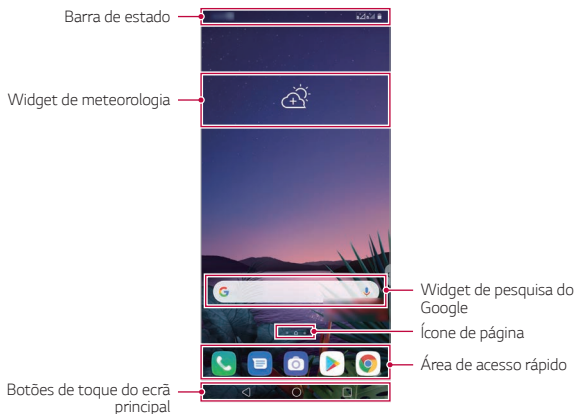 Barra de estado
Widget de meteorologia
Widget de pesquisa do
Google
Ícone de página
Área de acesso rápido
Botões de toque do ecrã
principal